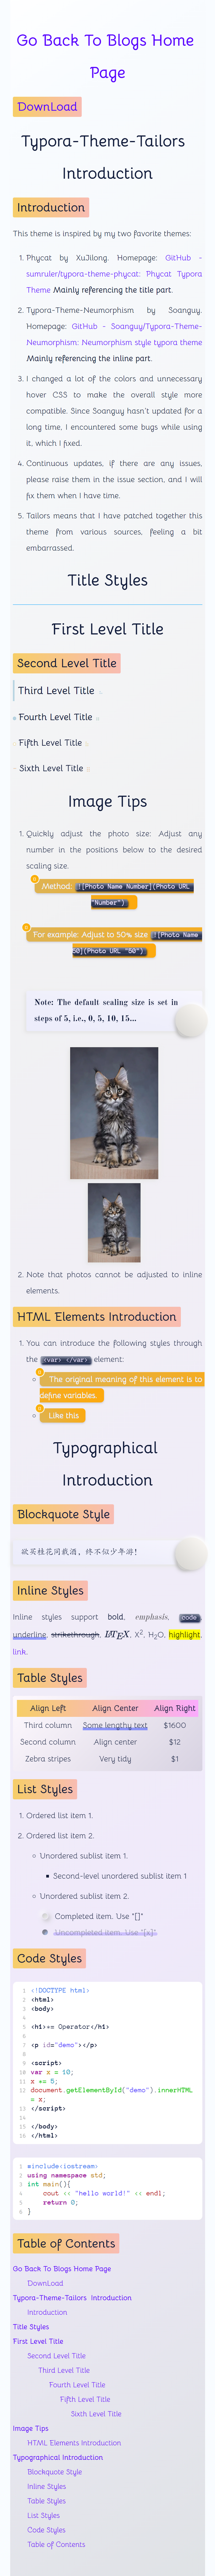 Go Back To Blogs Home
Page
DownLoad
Typora-Theme-Tailors
Introduction
Introduction
This theme is inspired by my two favorite themes:
1. Phycat by XuJilong. Homepage: GitHub -
sumruler/typora-theme-phycat: Phycat Typora
Theme Mainly referencing the title part.
2. Typora-Theme-Neumorphism by Soanguy.
Homepage: GitHub - Soanguy/Typora-Theme-
Neumorphism: Neumorphism style typora theme
Mainly referencing the inline part.
3. I changed a lot of the colors and unnecessary
hover CSS to make the overall style more
compatible. Since Soanguy hasn't updated for a
long time, I encountered some bugs while using
it, which I fixed.
4. Continuous updates, if there are any issues,
please raise them in the issue section, and I will
fix them when I have time.
5. Tailors means that I have patched together this
theme from various sources, feeling a bit
embarrassed.
Title Styles
First Level Title
Second Level Title
Third Level Title
Fourth Level Title
Fifth Level Title
Sixth Level Title
Image Tips
1. Quickly adjust the photo size: Adjust any
number in the positions below to the desired
scaling size.
Method: ![Photo Name Number](Photo URL
"Number")
For example: Adjust to 50% size ![Photo Name
50](Photo URL "50")
Note: The default scaling size is set in
steps of 5, i.e., 0, 5, 10, 15...
2. Note that photos cannot be adjusted to inline
elements.
HTML Elements Introduction
1. You can introduce the following styles through
the <var> </var> element:
The original meaning of this element is to
define variables.
Like this
Typographical
Introduction
Blockquote Style
欲买桂花同载酒，终不似少年游！
Inline Styles
Inline styles support bold, emphasis, code,
underline, strikethrough, LATEX, X2, H2O, highlight,
link.
Table Styles
Align Left Align Center Align Right
Third column Some lengthy text $1600
Second column Align center $12
Zebra stripes Very tidy $1
List Styles
1. Ordered list item 1.
2. Ordered list item 2.
Unordered sublist item 1.
Second-level unordered sublist item 1
Unordered sublist item 2.
Completed item. Use "[]"
Uncompleted item. Use "[x]".
Code Styles
1 <!DOCTYPE html>
2 <html>
3 <body>
4
5 <h1>+= Operator</h1>
6
7 <p id="demo"></p>
8
9 <script>
10 var x = 10;
11 x += 5;
12 document.getElementById("demo").innerHTML
= x;
13 </script>
14
15 </body>
16 </html>
1 #include<iostream>
2 using namespace std;
3 int main(){
4 cout << "hello world!" << endl;
5 return 0;
6 }
Table of Contents
Go Back To Blogs Home Page
DownLoad
Typora-Theme-Tailors Introduction
Introduction
Title Styles
First Level Title
Second Level Title
Third Level Title
Fourth Level Title
Fifth Level Title
Sixth Level Title
Image Tips
HTML Elements Introduction
Typographical Introduction
Blockquote Style
Inline Styles
Table Styles
List Styles
Code Styles
Table of Contents